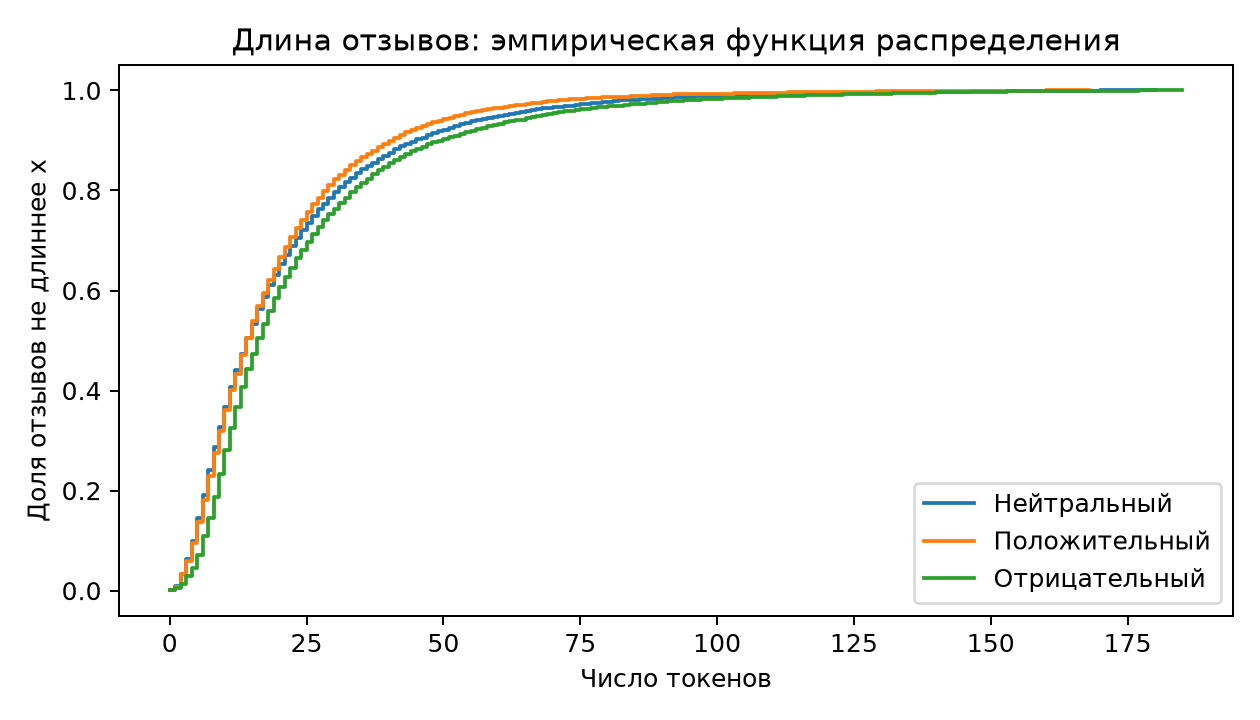 Длина отзывов: эмпирическая функция распределения
Доля отзывов не длиннее x
1.0
0.8
0.6
0.4
0.2
0.0
0 25 50 75 100 125 150 175
Число токенов
Нейтральный
Положительный
Отрицательный